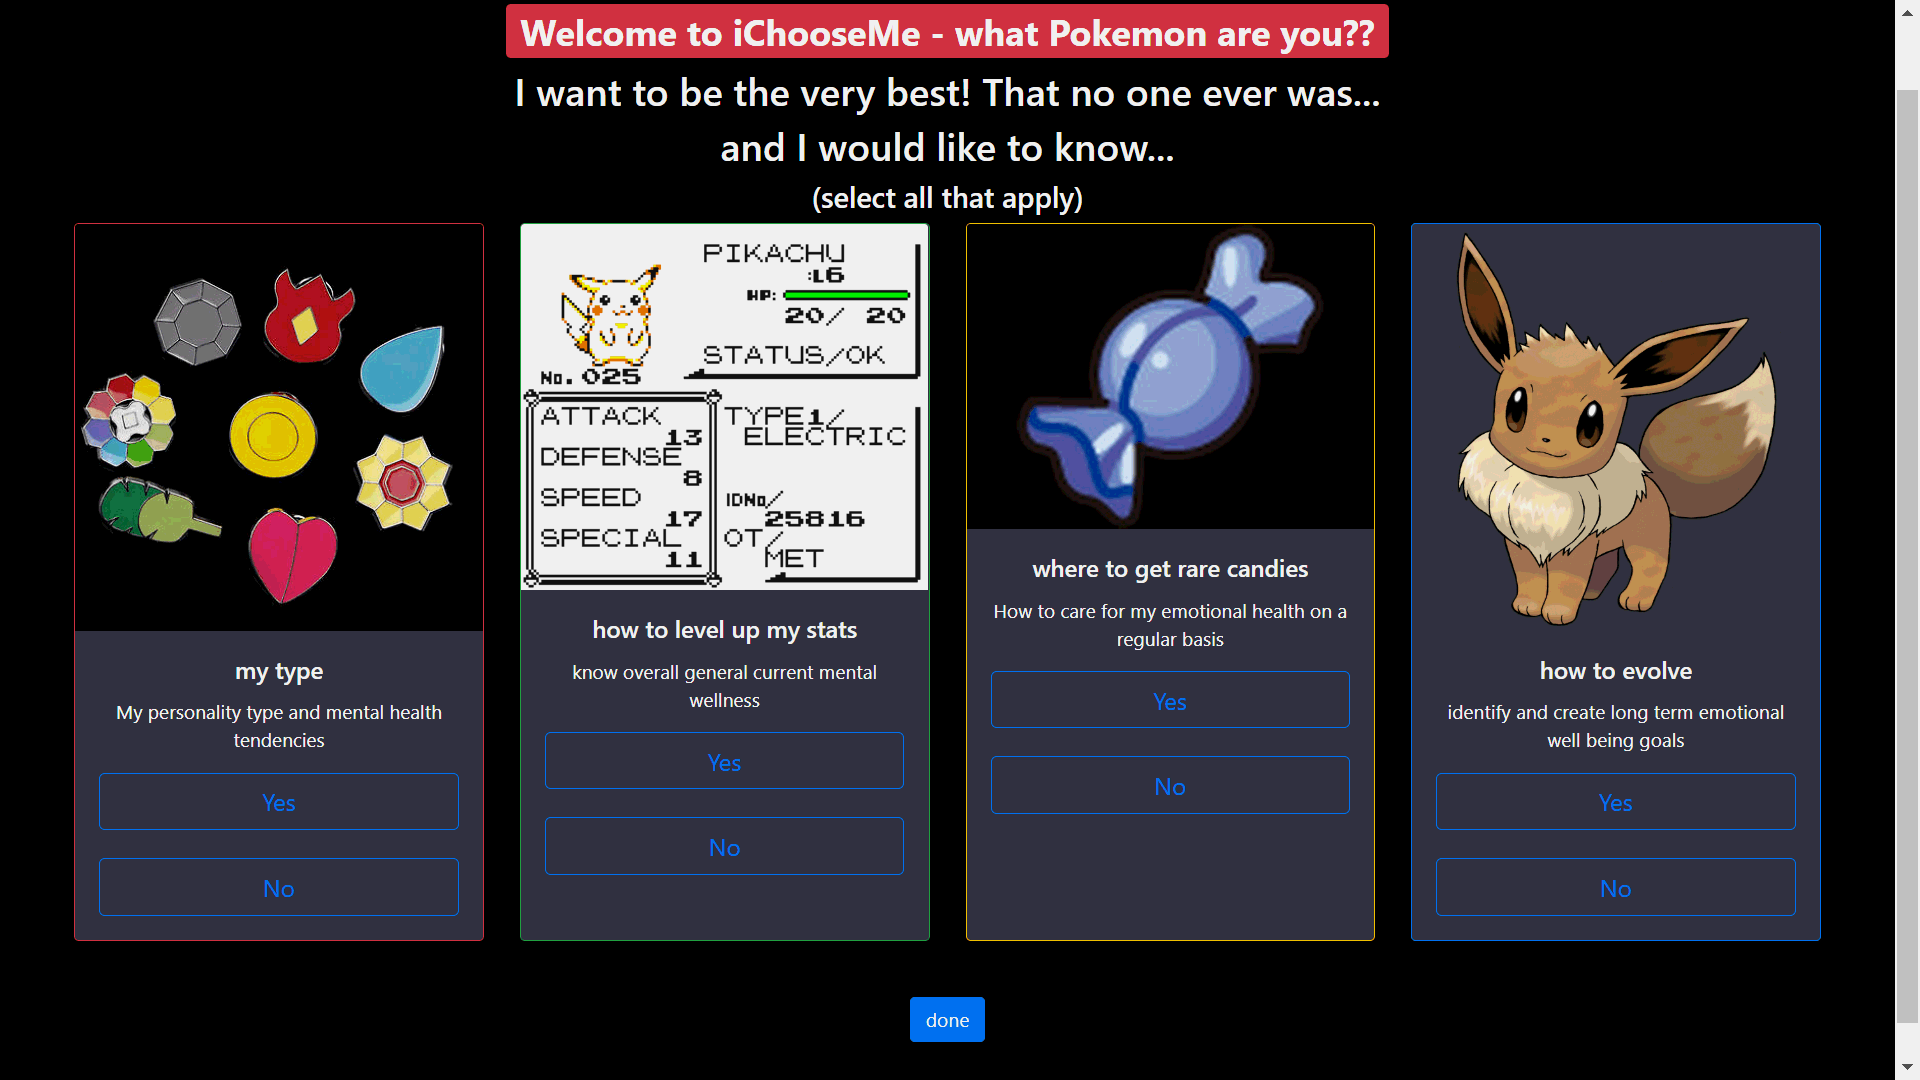 Welcome to iChooseMe - what Pokemon are you??
I want to be the very best! That no one ever was...
and I would like to know...
(select all that apply)
my type
My personality type and mental health
tendencies
Yes
No
PIKACHU
:L6
HP:
20/ 20
STATUS/OK
No.025
ATTACK
13
DEFENSE
8
SPEED
17
SPECIAL
11
TYPE1/
ELECTRIC
IDNo/
25816
OT/
MET
how to level up my stats
know overall general current mental
wellness
Yes
No
where to get rare candies
How to care for my emotional health on a
regular basis
Yes
No
how to evolve
identify and create long term emotional
well being goals
Yes
No
done